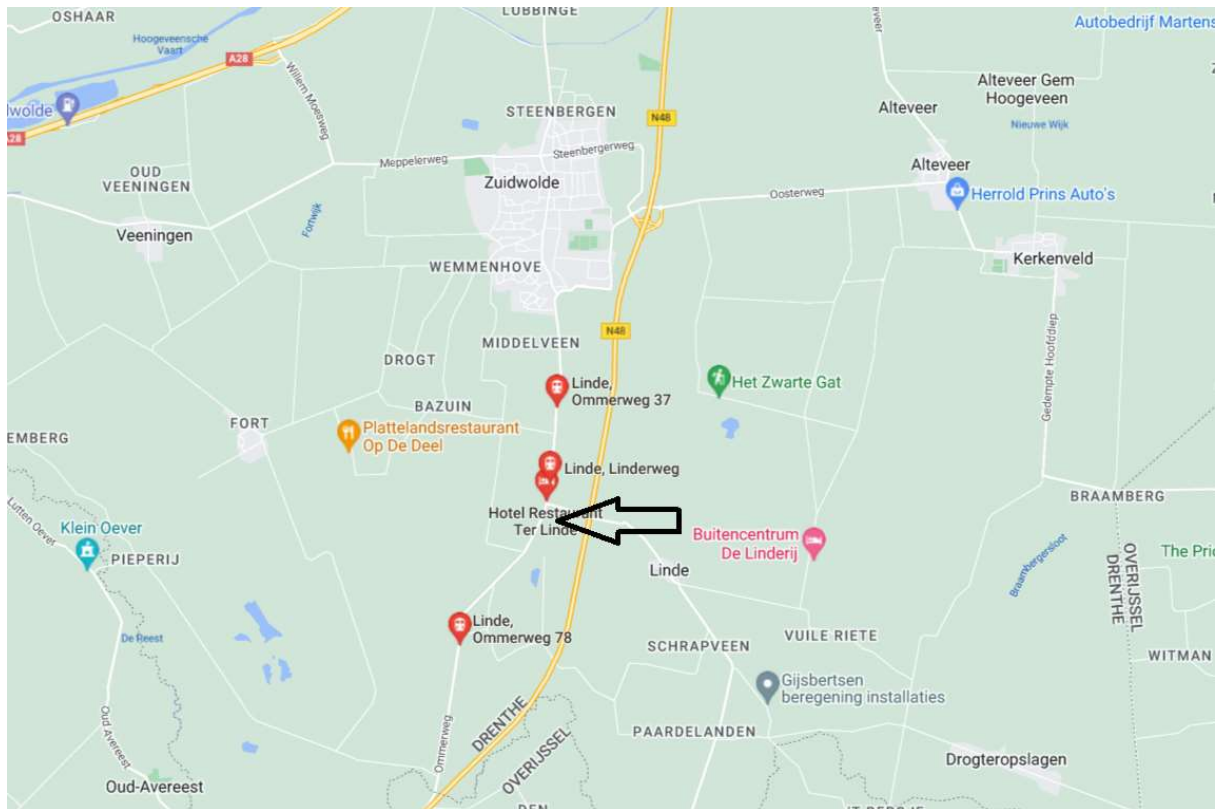 OSHAAR
LUBBINGE
Autobedrijf Martens
Hoogeveensche
Vaart
A28
Willem Moesweg
Alteveer Gem
Hoogeveen
lwolde
STEENBERGEN
N48
Alteveer
Nieuwe Wijk
A28
Meppelerweg
Steenbergerweg
OUD
VEENINGEN
Alteveer
Zuidwolde
Oosterweg
Herrold Prins Auto's
Fortwijk
Veeningen
Kerkenveld
WEMMENHOVE
N48
MIDDELVEEN
Gedempte Hoofddiep
DROGT
Linde,
Ommerweg 37
Het Zwarte Gat
BAZUIN
FORT
Plattelandsrestaurant
Op De Deel
EMBERG
Linde, Linderweg
BRAAMBERG
Lutten Oever
Hotel Restaurant
Ter Linde
Klein Oever
Buitencentrum
De Linderij
PIEPERIJ
Linde
Braambergersloot
OVERIJSSEL
DRENTHE
The Pric
Linde,
Ommerweg 78
De Reest
SCHRAPVEEN
VUILE RIETE
WITMAN
Gijsbertsen
beregening installaties
Oud Avereest
Ommerweg
DRENTHE
OVERIJSSEL
PAARDELANDEN
Drogteropslagen
Oud-Avereest
DEN